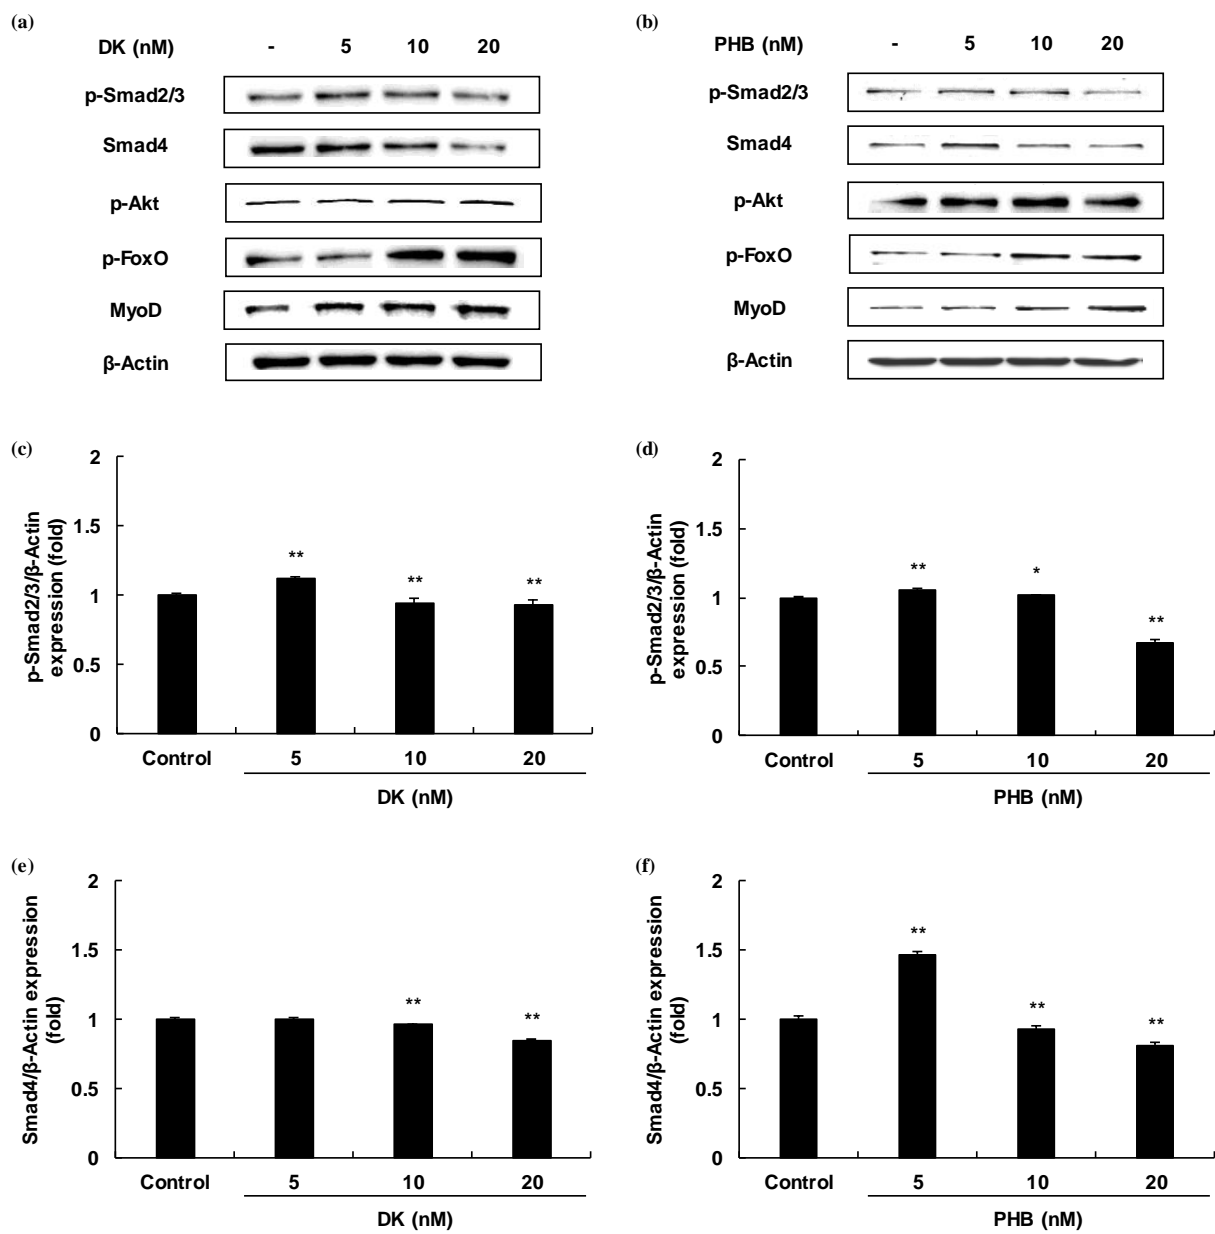 (a)
DK (nM) - 5 10 20
p-Smad2/3
Smad4
p-Akt
p-FoxO
MyoD
β-Actin
(b)
PHB (nM) - 5 10 20
p-Smad2/3
Smad4
p-Akt
p-FoxO
MyoD
β-Actin
(c)
p-Smad2/3/β-Actin
expression (fold)
2
1.5
1
0.5
0
** ** **
Control 5 10 20
DK (nM)
(d)
p-Smad2/3/β-Actin
expression (fold)
2
1.5
1
0.5
0
** * **
Control 5 10 20
PHB (nM)
(e)
Smad4/β-Actin expression
(fold)
2
1.5
1
0.5
0
** **
Control 5 10 20
DK (nM)
(f)
Smad4/β-Actin expression
(fold)
2
1.5
1
0.5
0
** ** **
Control 5 10 20
PHB (nM)